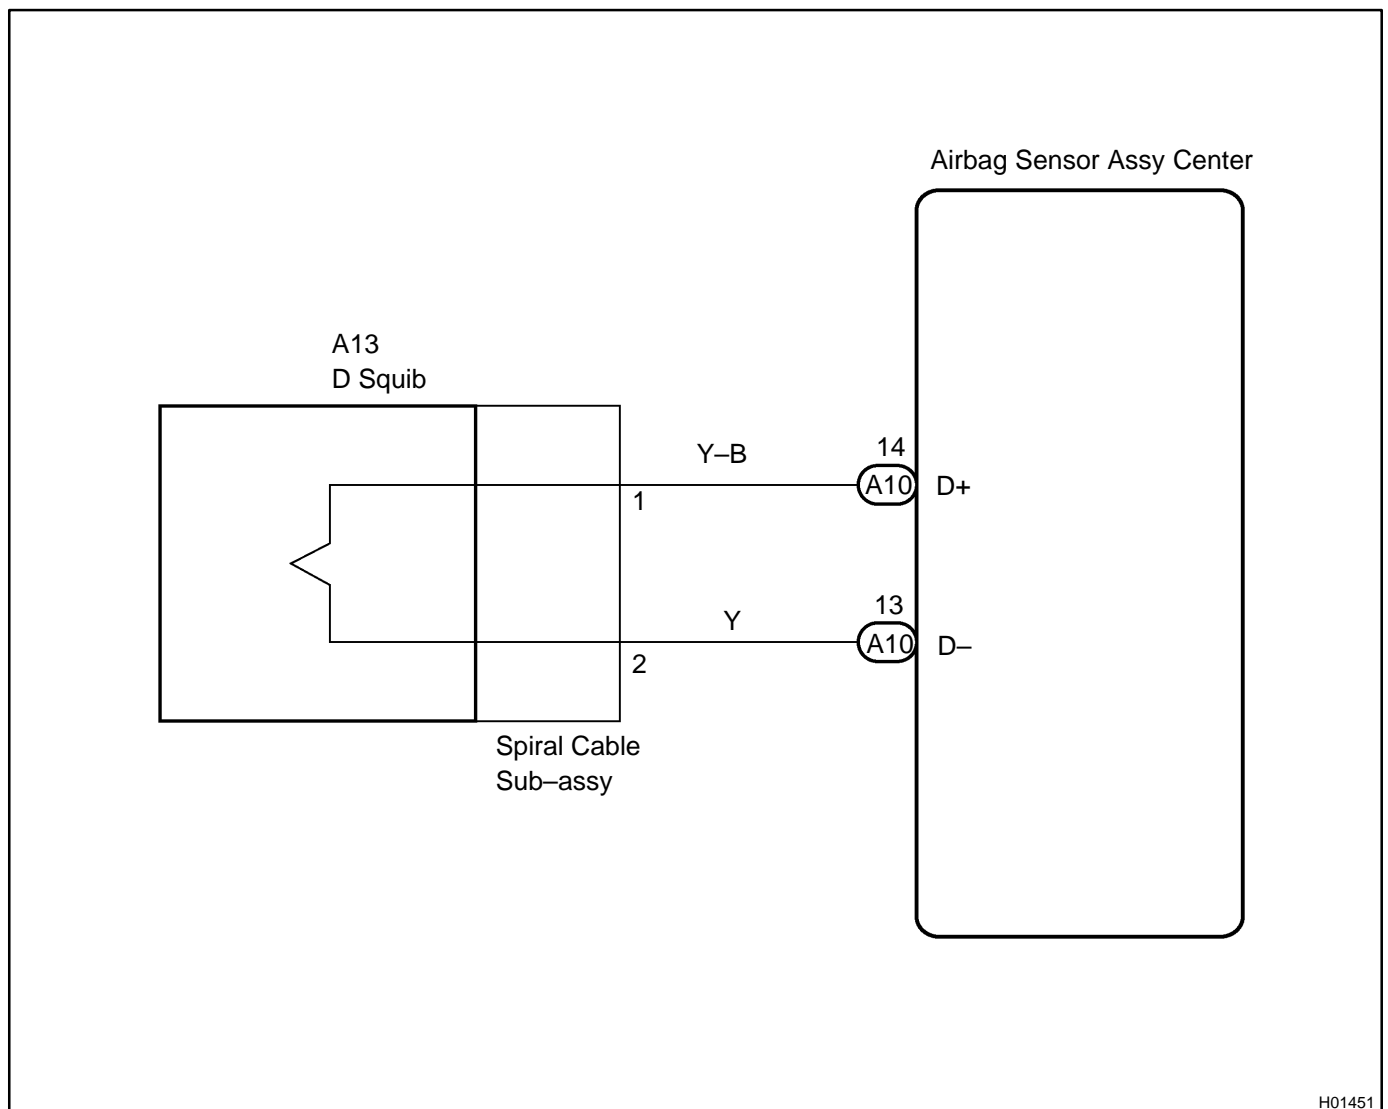 Airbag Sensor Assy Center
A13
D Squib
Y–B
14
1
A10
D+
Y
13
2
A10
D–
Spiral Cable
Sub–assy
H01451